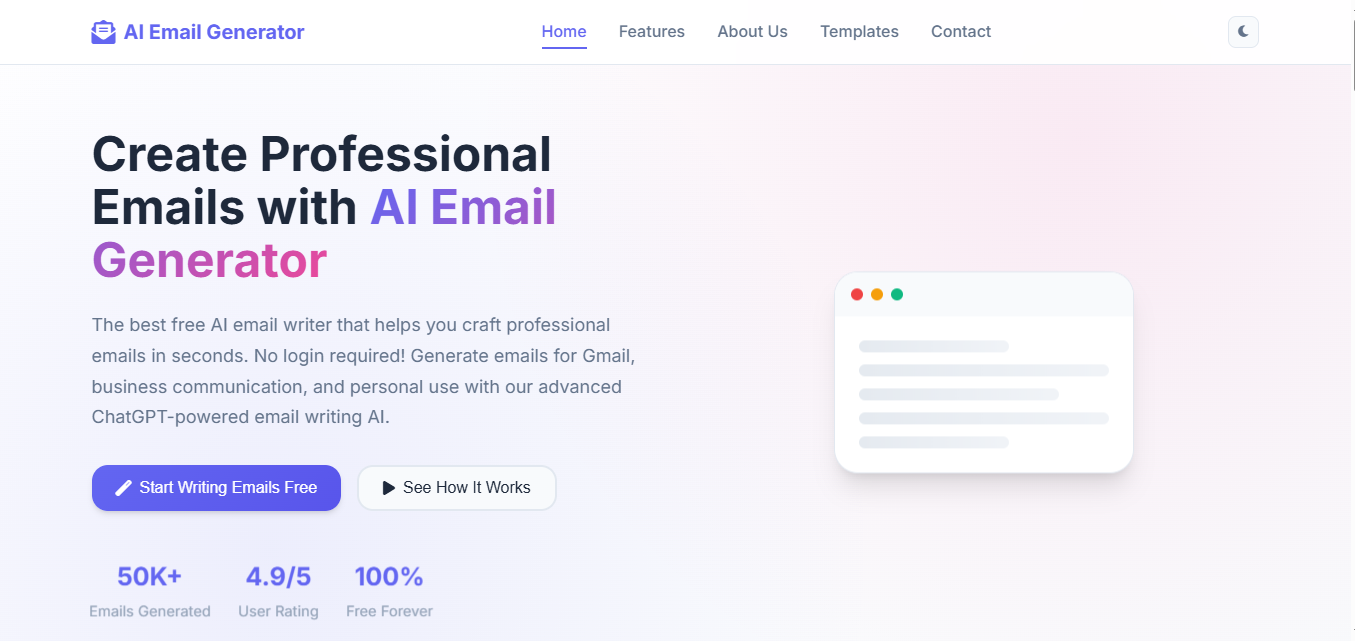 AI Email Generator
Home
Features
About Us
Templates
Contact
Create Professional
Emails with AI Email
Generator
The best free AI email writer that helps you craft professional
emails in seconds. No login required! Generate emails for Gmail,
business communication, and personal use with our advanced
ChatGPT-powered email writing AI.
Start Writing Emails Free
See How It Works
50K+
Emails Generated
4.9/5
User Rating
100%
Free Forever